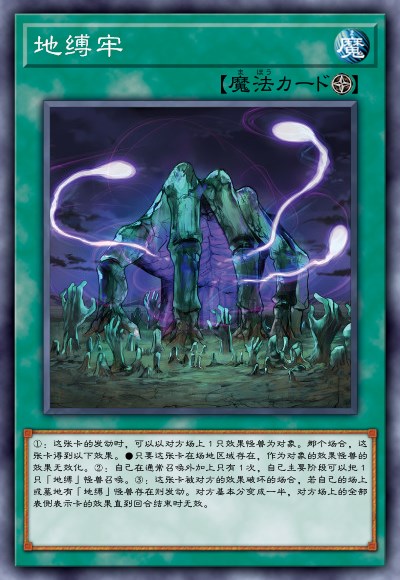 地缚牢
魔
【魔法カード】
まほう
①：这张卡的发动时，可以以对方场上1只效果怪兽为对象。那个场合，这
张卡得到以下效果。●只要这张卡在场地区域存在，作为对象的效果怪兽的
效果无效化。②：自己在通常召唤外加上只有1次，自己主要阶段可以把1
只「地缚」怪兽召唤。③：这张卡被对方的效果破坏的场合，若自己的场上
或墓地有「地缚」怪兽存在则发动。对方基本分变成一半，对方场上的全部
表侧表示卡的效果直到回合结束时无效。